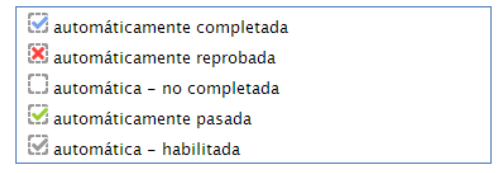 automáticamente completada
automáticamente reprobada
automática – no completada
automáticamente pasada
automática – habilitada